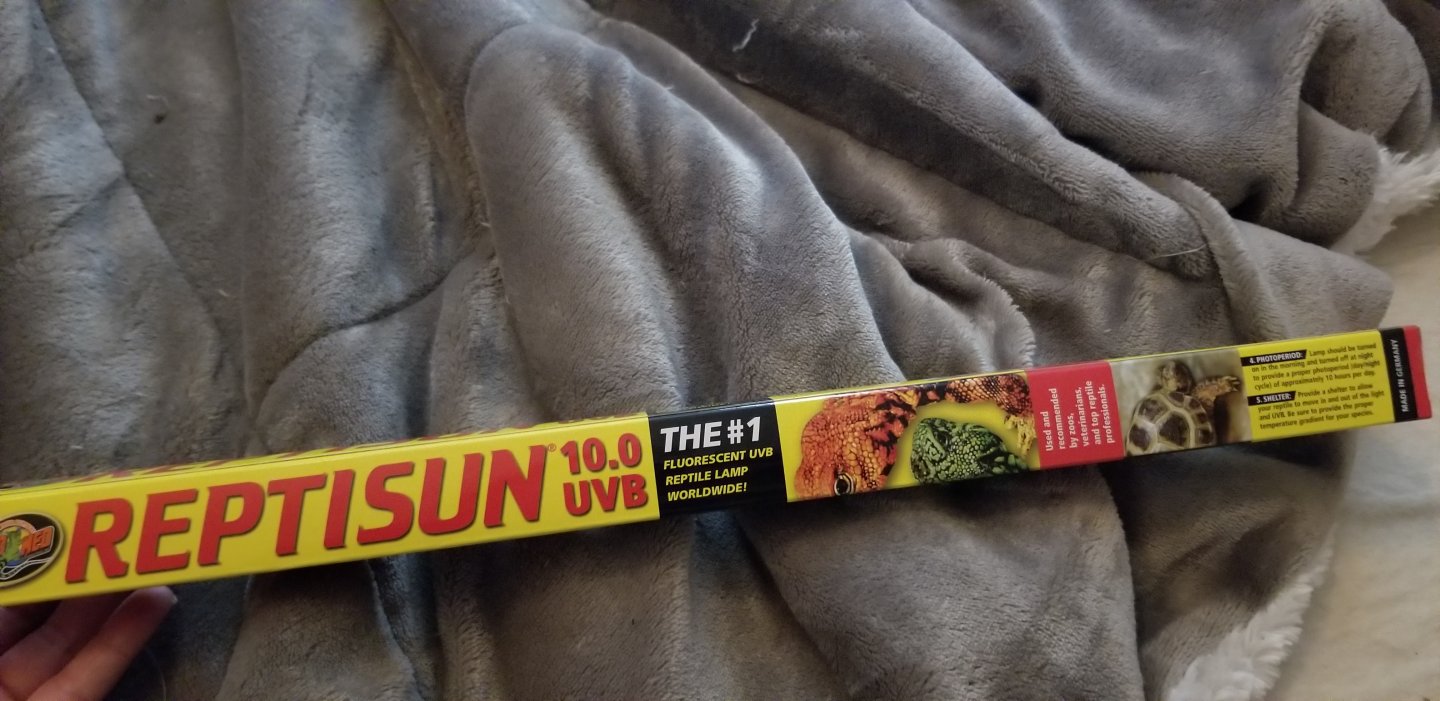 MED
REPTISUN®
10.0
UVB
THE #1
FLUORESCENT UVB
REPTILE LAMP
WORLDWIDE!
Used and
recommended
by zoos,
veterinarians,
and top reptile
professionals.
4. PHOTOPERIOD: Lamp should be turned
on in the morning and turned off at night
to provide a proper photoperiod (day/night
cycle) of approximately 10 hours per day.
5. SHELTER: Provide a shelter to allow
your reptile to move in and out of the light
and UVB. Be sure to provide the proper
temperature gradient for your species.
MADE IN GERMANY